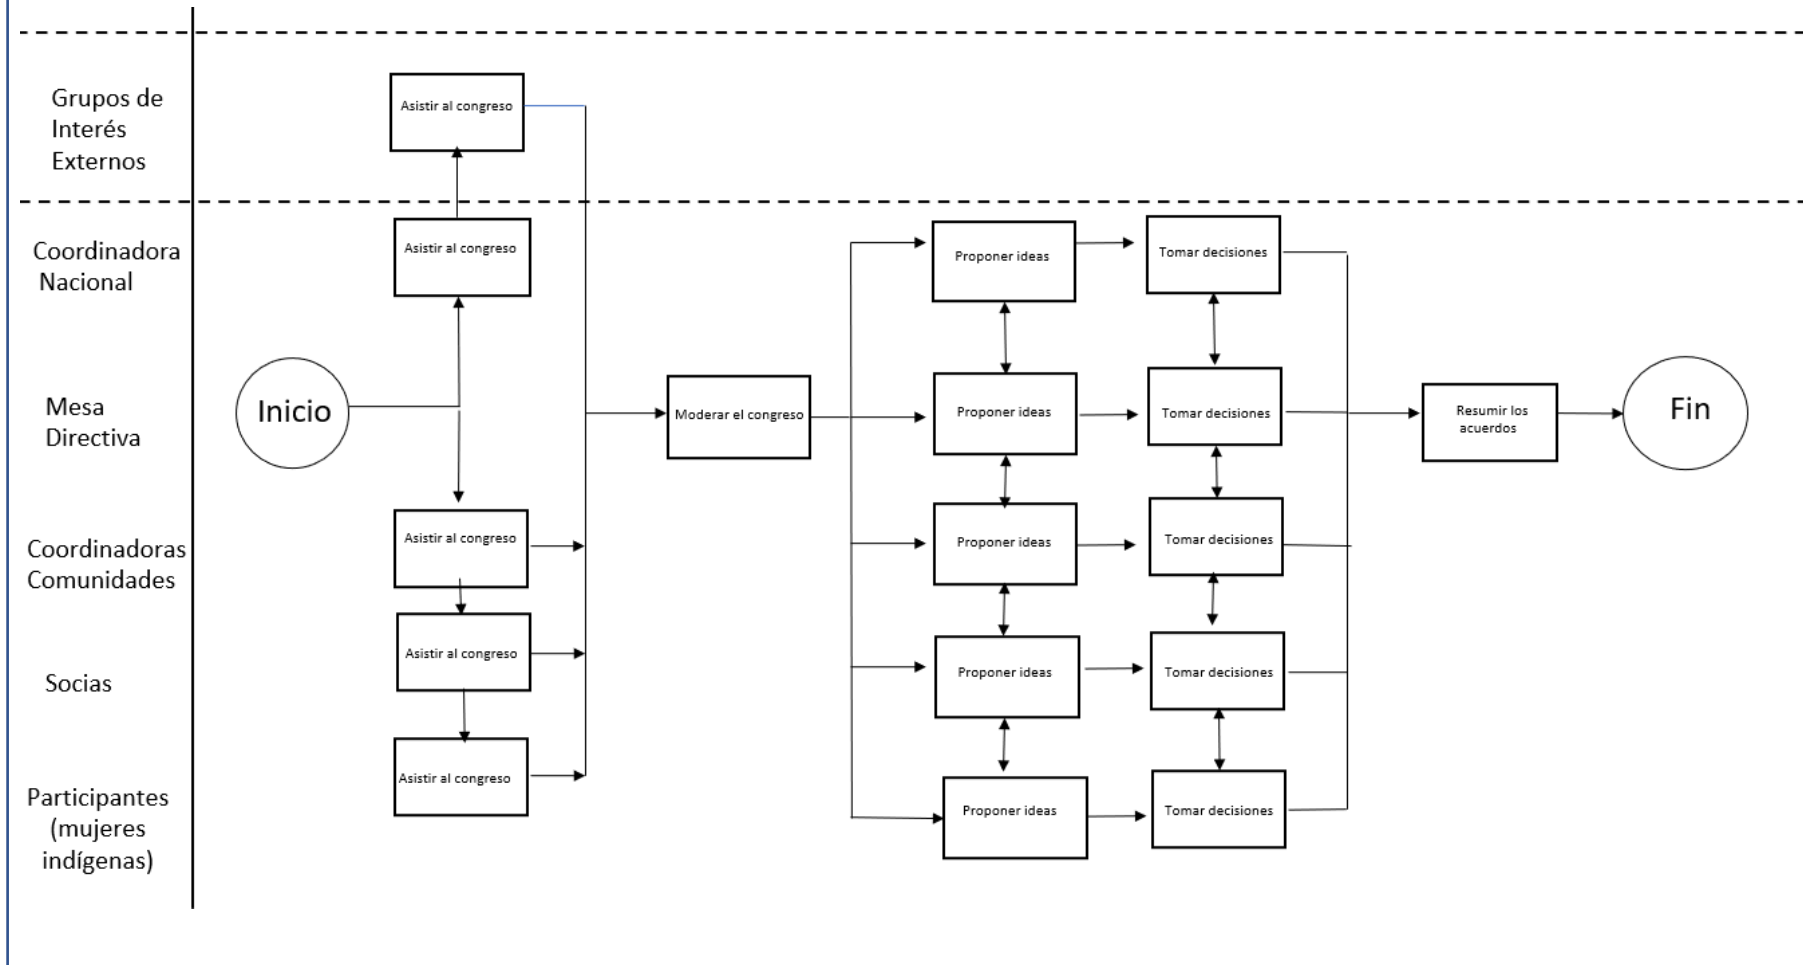 Grupos de
Interés
Externos
Asistir al congreso
Coordinadora
Nacional
Asistir al congreso
Proponer ideas
Tomar decisiones
Mesa
Directiva
Inicio
Moderar el congreso
Proponer ideas
Tomar decisiones
Resumir los
acuerdos
Fin
Coordinadoras
Comunidades
Asistir al congreso
Proponer ideas
Tomar decisiones
Socias
Asistir al congreso
Proponer ideas
Tomar decisiones
Participantes
(mujeres
indígenas)
Asistir al congreso
Proponer ideas
Tomar decisiones